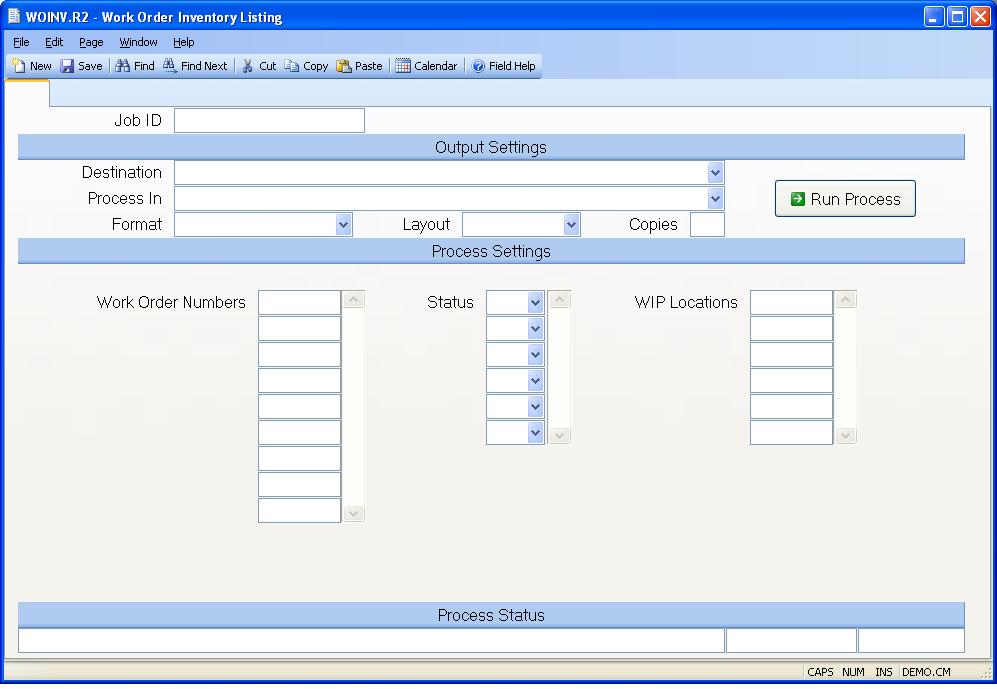 WOINV.R2 - Work Order Inventory Listing
File Edit Page Window Help
New Save Find Find Next Cut Copy Paste Calendar Field Help
Job ID
Output Settings
Destination
Process In
Run Process
Format Layout Copies
Process Settings
Work Order Numbers Status WIP Locations
Process Status
CAPS NUM INS DEMO.CM